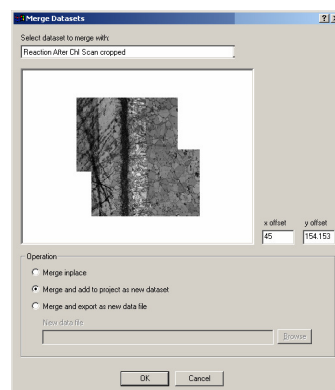 Merge Datasets
Select dataset to merge with:
Reaction After Chl Scan cropped
x offset y offset
45 154.153
Operation
Merge inplace
Merge and add to project as new dataset
Merge and export as new data file
New data file
Browse
OK Cancel